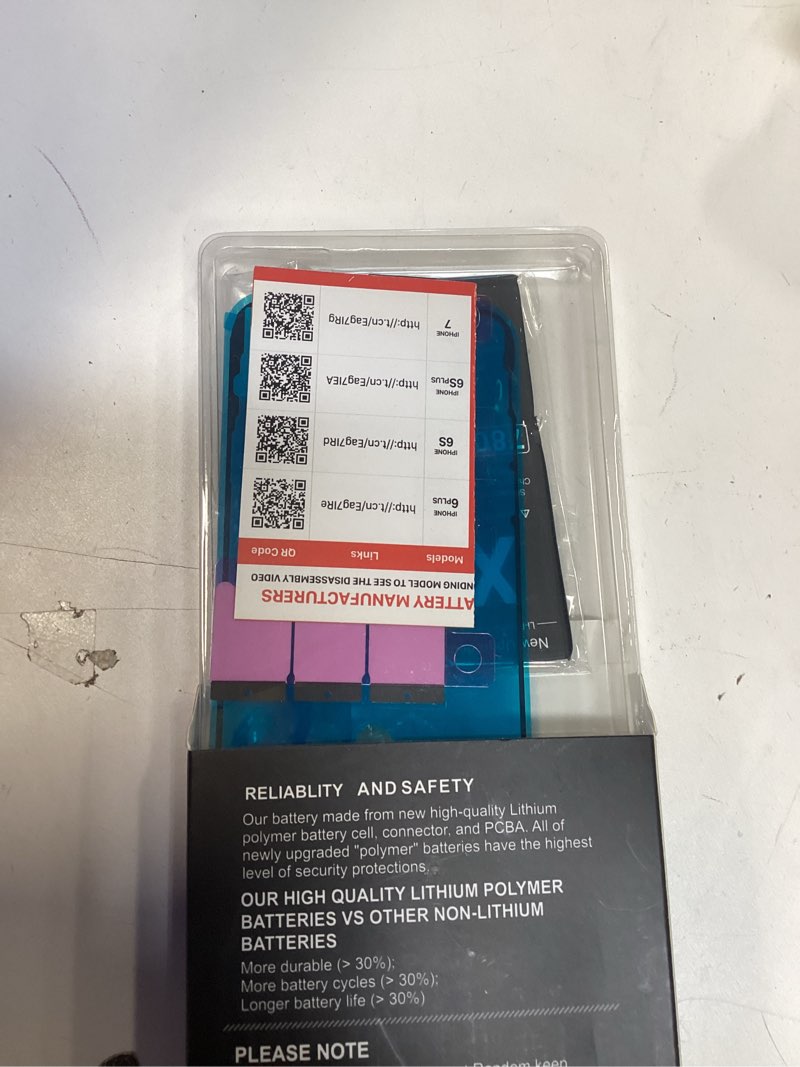 ATTERY MANUFACTURERS
NDING MODEL TO SEE THE DISASSEMBLY VIDEO
Models Links QR Code
IPHONE 6PLUS http://t.cn/Eag7IRe
IPHONE 6S http://t.cn/Eag7IRd
IPHONE 6SPLUS http://t.cn/Eag7IEA
IPHONE 7 http://t.cn/Eag7IRg
X
New
RELIABLITY AND SAFETY
Our battery made from new high-quality Lithium
polymer battery cell, connector, and PCBA. All of
newly upgraded "polymer" batteries have the highest
level of security protections.
OUR HIGH QUALITY LITHIUM POLYMER
BATTERIES VS OTHER NON-LITHIUM
BATTERIES
More durable (> 30%);
More battery cycles (> 30%);
Longer battery life (> 30%)
PLEASE NOTE
Random keep